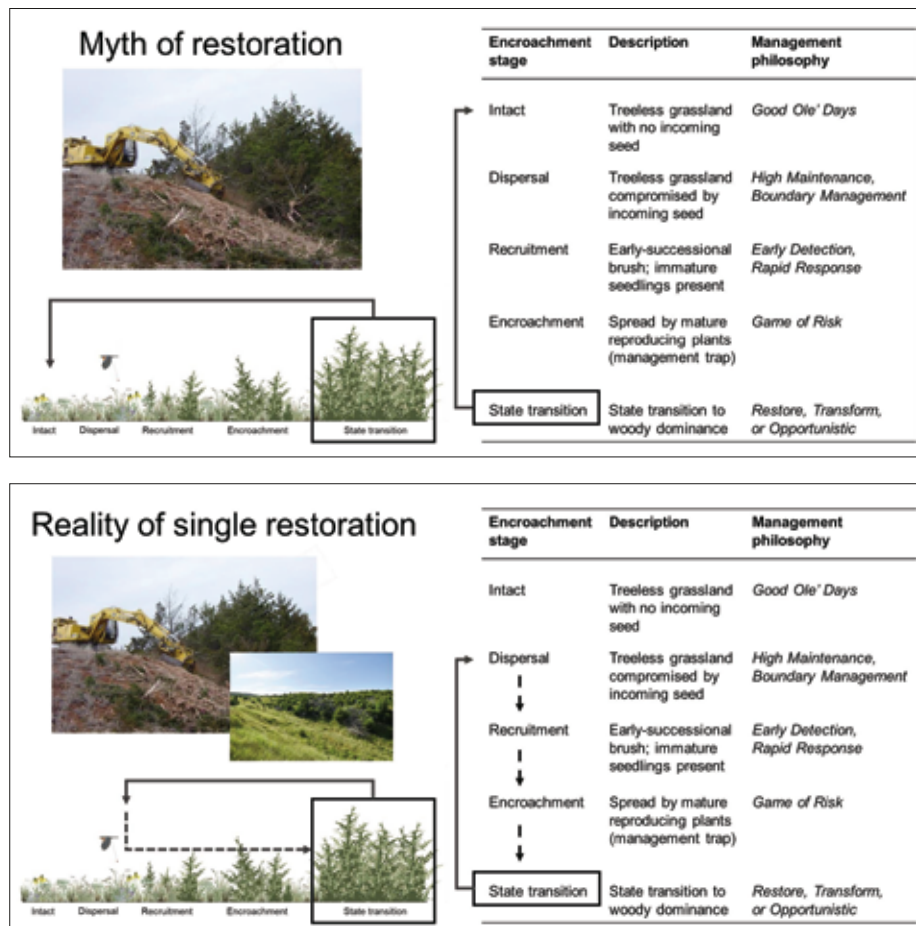 Myth of restoration
Encroachment stage Description Management philosophy
Intact Treeless grassland with no incoming seed Good Ole' Days
Dispersal Treeless grassland compromised by incoming seed High Maintenance, Boundary Management
Recruitment Early-successional brush; immature seedlings present Early Detection, Rapid Response
Encroachment Spread by mature reproducing plants (management trap) Game of Risk
State transition State transition to woody dominance Restore, Transform, or Opportunistic
Intact Dispersal Recruitment Encroachment State transition
Reality of single restoration
Encroachment stage Description Management philosophy
Intact Treeless grassland with no incoming seed Good Ole' Days
Dispersal Treeless grassland compromised by incoming seed High Maintenance, Boundary Management
Recruitment Early-successional brush; immature seedlings present Early Detection, Rapid Response
Encroachment Spread by mature reproducing plants (management trap) Game of Risk
State transition State transition to woody dominance Restore, Transform, or Opportunistic
Intact Dispersal Recruitment Encroachment State transition